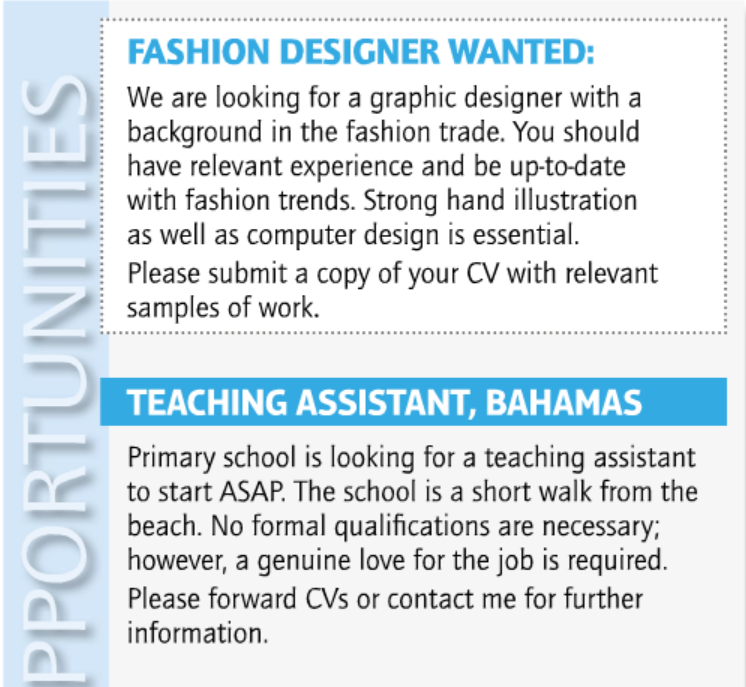 PPORTUNITIES
FASHION DESIGNER WANTED:
We are looking for a graphic designer with a
background in the fashion trade. You should
have relevant experience and be up-to-date
with fashion trends. Strong hand illustration
as well as computer design is essential.
Please submit a copy of your CV with relevant
samples of work.
TEACHING ASSISTANT, BAHAMAS
Primary school is looking for a teaching assistant
to start ASAP. The school is a short walk from the
beach. No formal qualifications are necessary;
however, a genuine love for the job is required.
Please forward CVs or contact me for further
information.